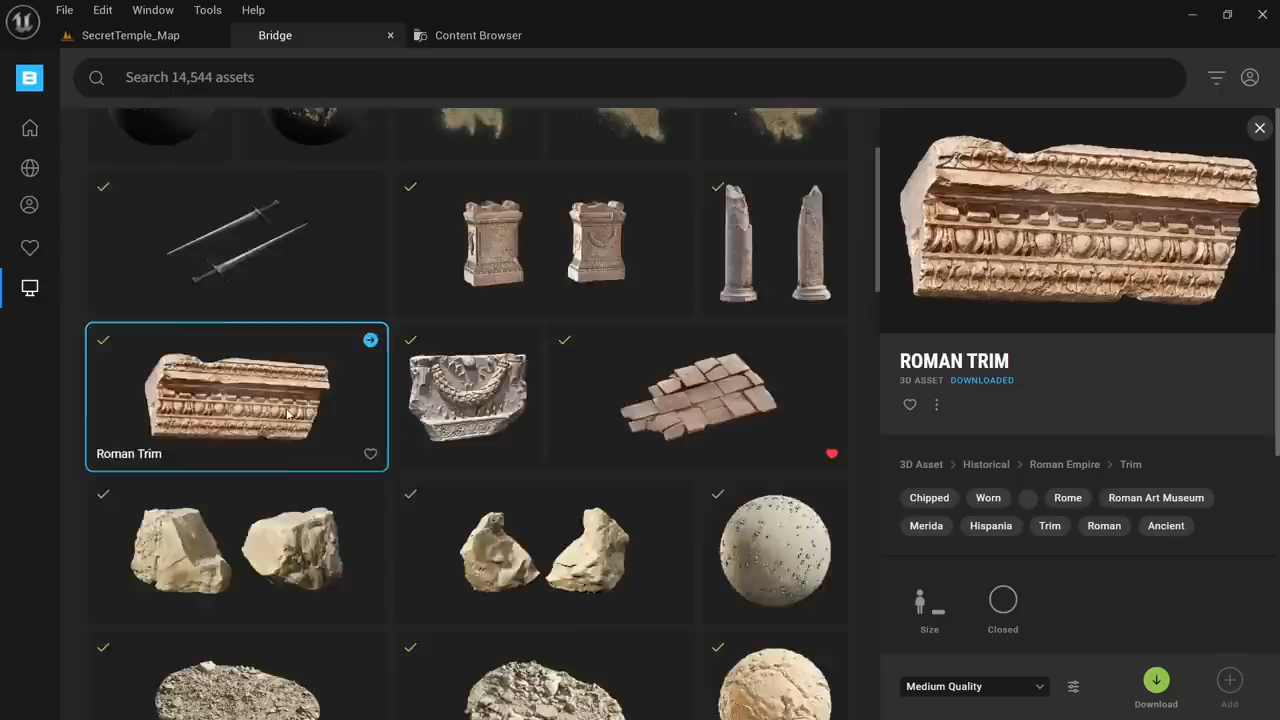 File Edit Window Tools Help
SecretTemple_Map Bridge Content Browser
B
Search 14,544 assets
Roman Trim
ROMAN TRIM
3D ASSET DOWNLOADED
3D Asset Historical Roman Empire Trim
Chipped Worn Rome Roman Art Museum
Merida Hispania Trim Roman Ancient
Size Closed
Medium Quality
Download Add